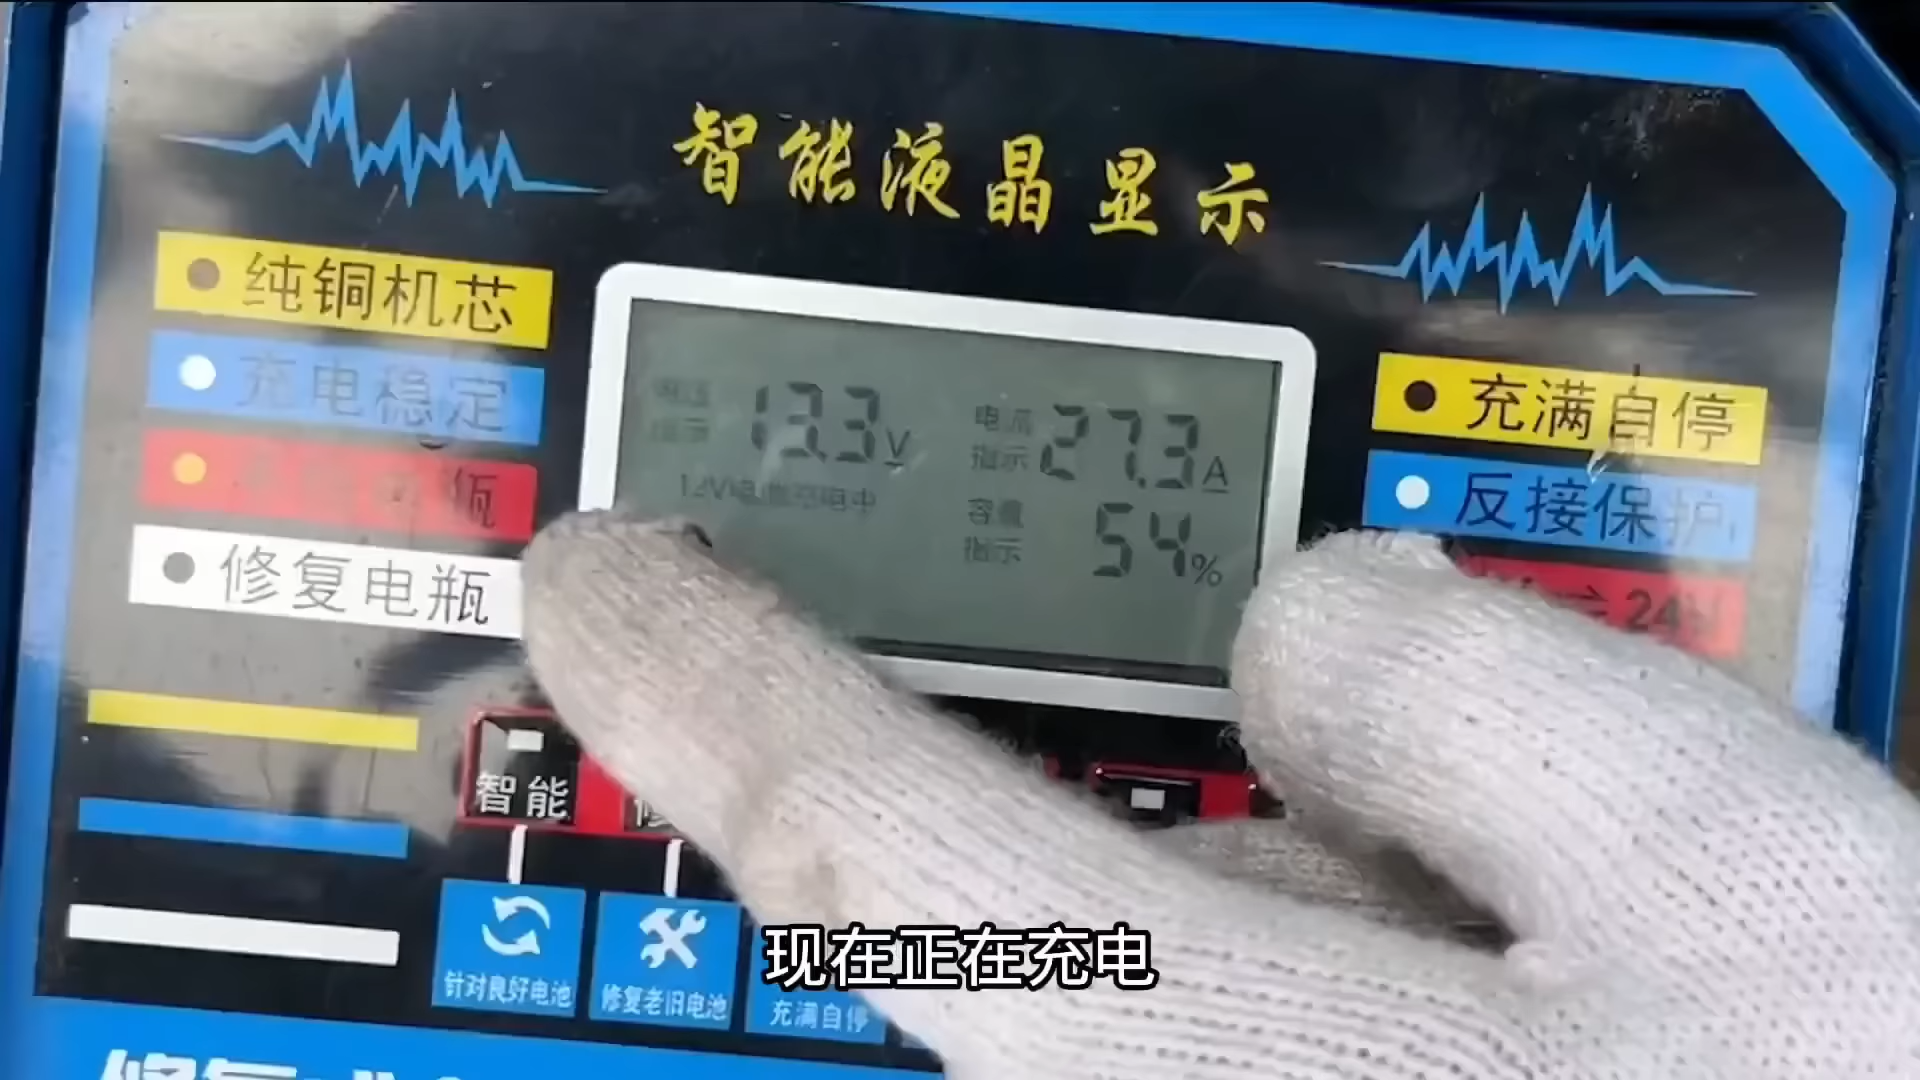 智能液晶显示
纯铜机芯
充电稳定
瓶
修复电瓶
电压
指示
13.3V
电流
指示
27.3A
12V电池充电中
容量
指示
54%
充满自停
反接保护
智能
修
针对良好电池
修复老旧电池
充满自停
现在正在充电